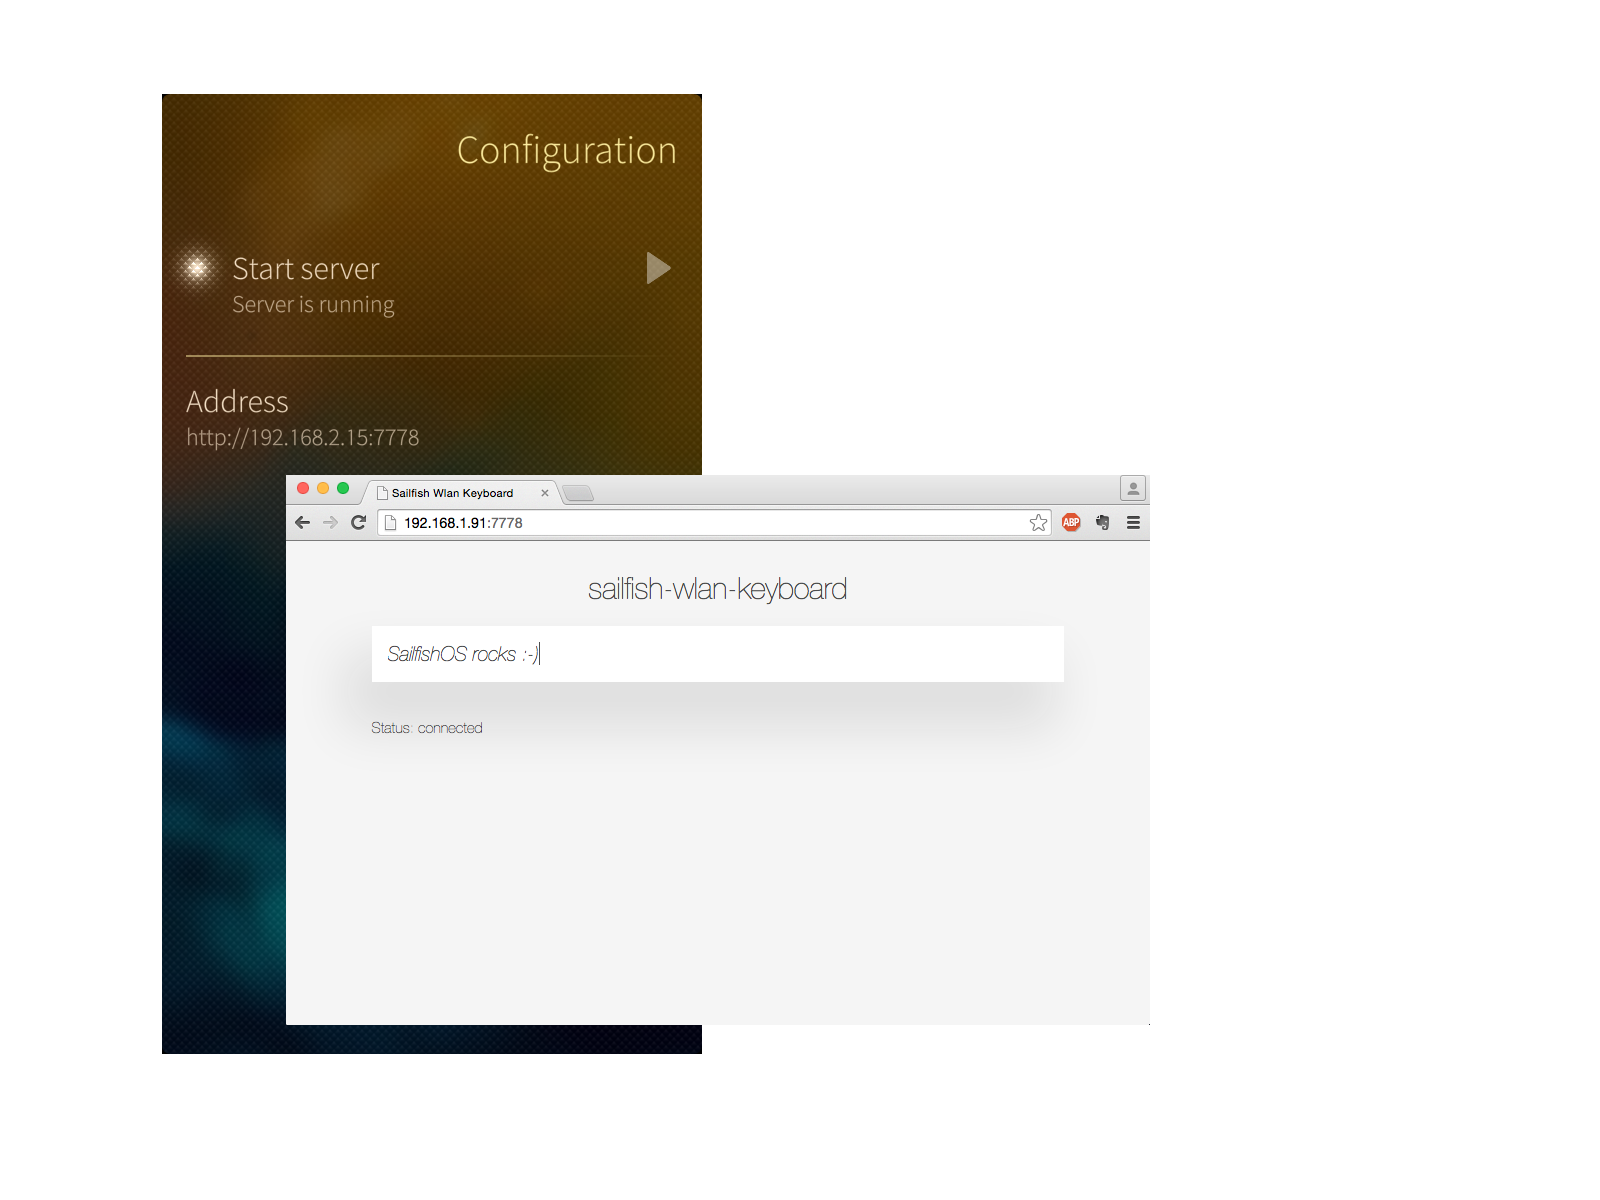 Configuration
Start server
Server is running
Address
http://192.168.2.15:7778
Sailfish Wlan Keyboard
192.168.1.91:7778
ABP
sailfish-wlan-keyboard
SailfishOS rocks :-)
Status: connected